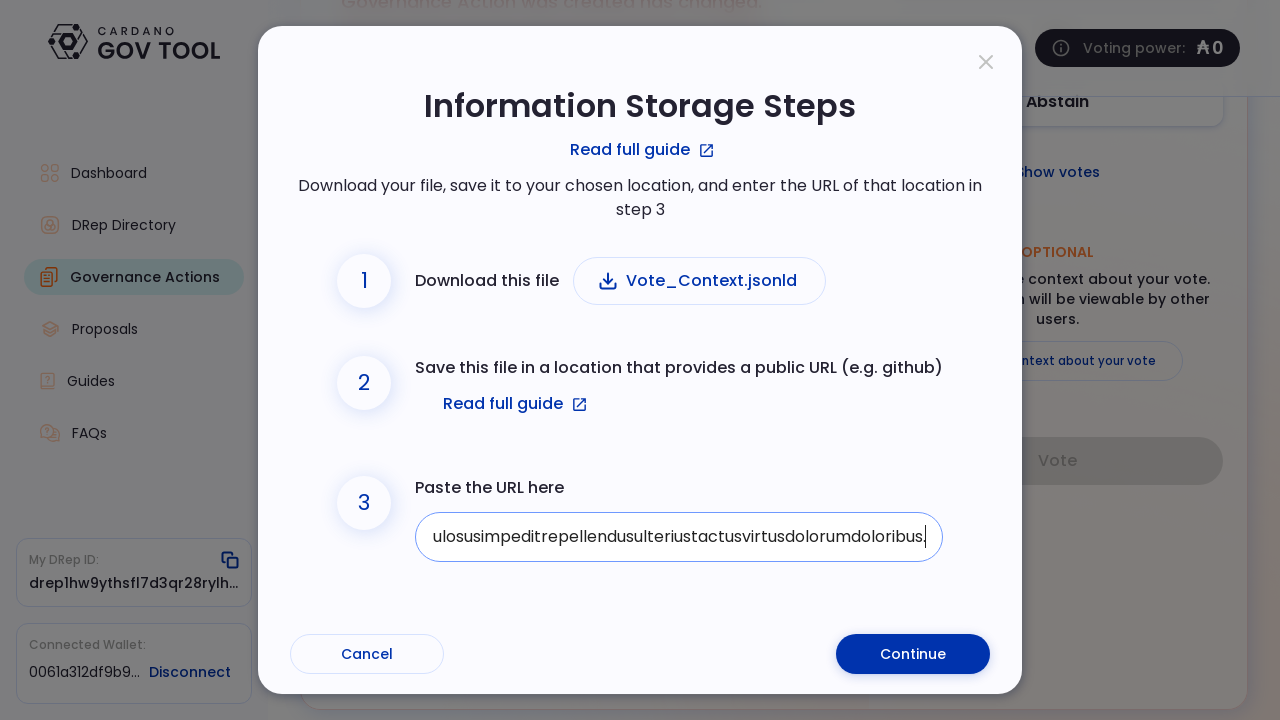 Governance Action was created has changed.
CARDANO
GOV TOOL
Voting power: ₳ 0
Dashboard
DRep Directory
Governance Actions
Proposals
Guides
FAQs
My DRep ID:
drep1hw9ythsfl7d3qr28rylh...
Connected Wallet:
0061a312df9b9... Disconnect
Information Storage Steps
Read full guide
Download your file, save it to your chosen location, and enter the URL of that location in
step 3
1
Download this file
Vote_Context.jsonld
2
Save this file in a location that provides a public URL (e.g. github)
Read full guide
3
Paste the URL here
ulosusimpeditrepellendusulteriustactusvirtusdolorumdoloribus.
Cancel
Continue
Abstain
Show votes
OPTIONAL
context about your vote.
will be viewable by other
users.
about your vote
Vote